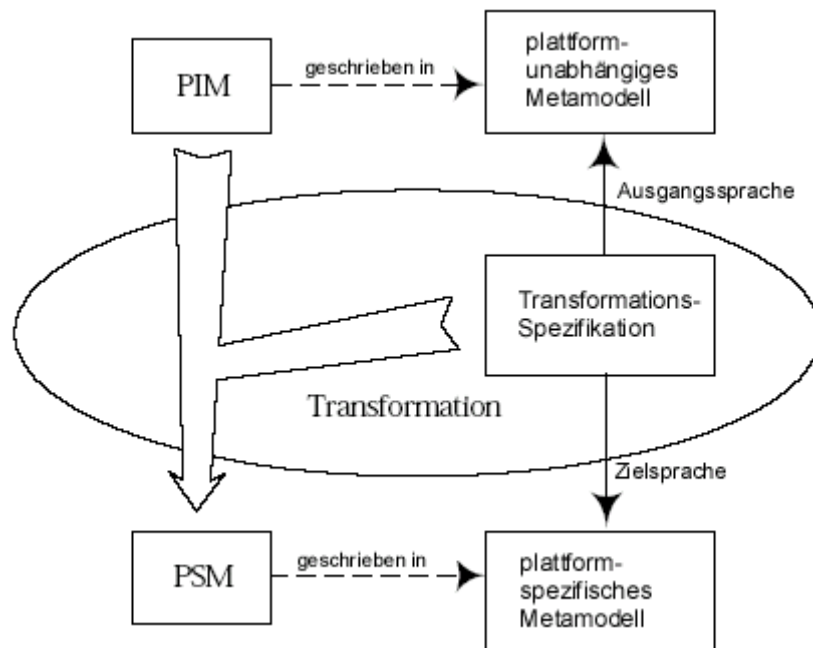 PIM
geschrieben in
plattform-
unabhängiges
Metamodell
Ausgangssprache
Transformations-
Spezifikation
Transformation
Zielsprache
PSM
geschrieben in
plattform-
spezifisches
Metamodell